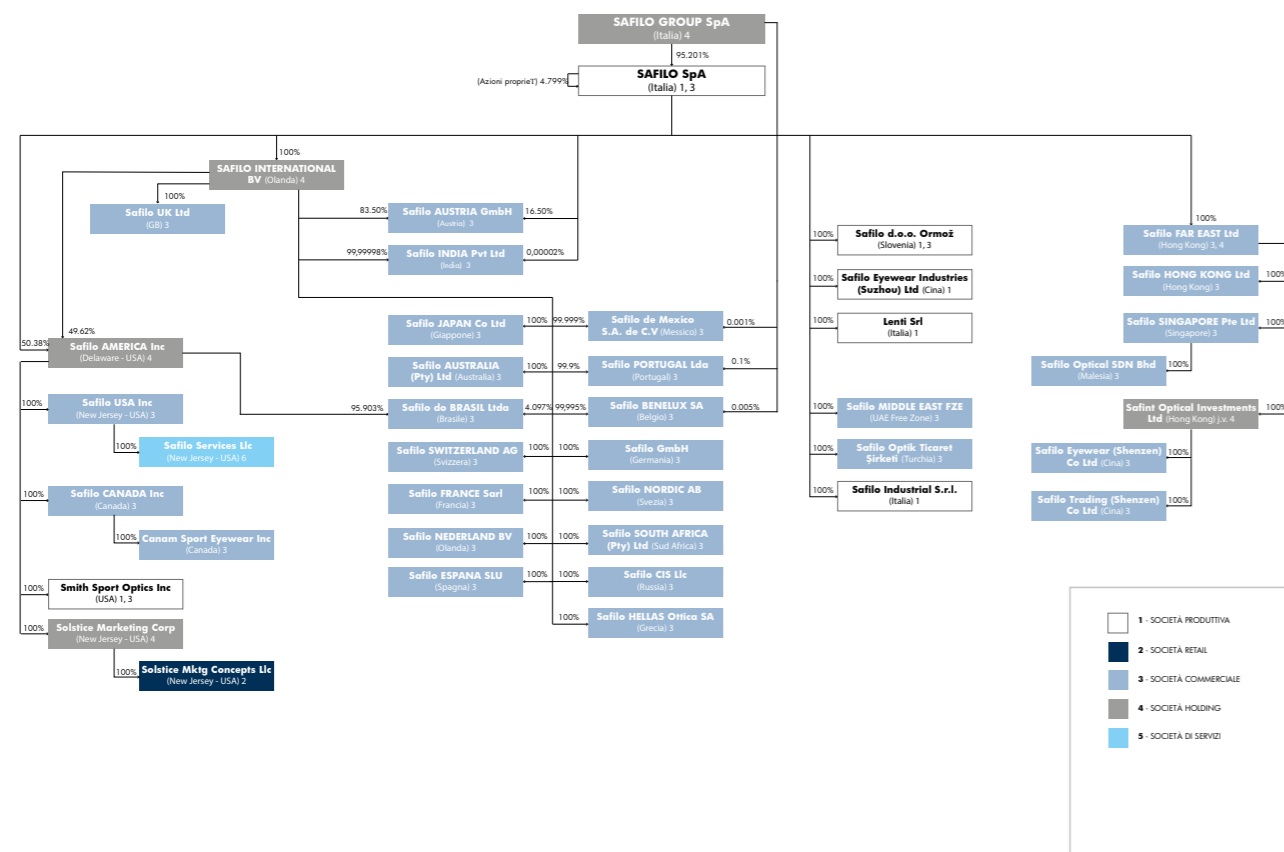 SAFILO GROUP SpA
(Italia) 4
95.201%
(Azioni proprie1') 4.799%
SAFILO SpA
(Italia) 1, 3
100%
SAFILO INTERNATIONAL
BV (Olanda) 4
100%
Safilo UK Ltd
(GB) 3
83.50%
Safilo AUSTRIA GmbH
(Austria) 3
16.50%
99,99998%
Safilo INDIA Pvt Ltd
(India) 3
0,00002%
49.62%
50.38%
Safilo AMERICA Inc
(Delaware - USA) 4
100%
Safilo USA Inc
(New Jersey - USA) 3
100%
Safilo Services Llc
(New Jersey - USA) 6
100%
Safilo CANADA Inc
(Canada) 3
100%
Canam Sport Eyewear Inc
(Canada) 3
100%
Smith Sport Optics Inc
(USA) 1, 3
100%
Solstice Marketing Corp
(New Jersey - USA) 4
100%
Solstice Mktg Concepts Llc
(New Jersey - USA) 2
Safilo JAPAN Co Ltd
(Giappone) 3
100%
99.999%
Safilo de Mexico
S.A. de C.V (Messico) 3
0.001%
Safilo AUSTRALIA
(Pty) Ltd (Australia) 3
100%
99.9%
Safilo PORTUGAL Lda
(Portugal) 3
0.1%
95.903%
Safilo do BRASIL Ltda
(Brasile) 3
4.097%
99,995%
Safilo BENELUX SA
(Belgio) 3
0.005%
Safilo SWITZERLAND AG
(Svizzera) 3
100%
100%
Safilo GmbH
(Germania) 3
Safilo FRANCE Sarl
(Francia) 3
100%
100%
Safilo NORDIC AB
(Svezia) 3
Safilo NEDERLAND BV
(Olanda) 3
100%
100%
Safilo SOUTH AFRICA
(Pty) Ltd (Sud Africa) 3
Safilo ESPANA SLU
(Spagna) 3
100%
100%
Safilo CIS Llc
(Russia) 3
100%
Safilo HELLAS Ottica SA
(Grecia) 3
100%
Safilo d.o.o. Ormož
(Slovenia) 1, 3
100%
Safilo Eyewear Industries
(Suzhou) Ltd (Cina) 1
100%
Lenti Srl
(Italia) 1
100%
Safilo MIDDLE EAST FZE
(UAE Free Zone) 3
100%
Safilo Optik Ticaret
Şirketi (Turchia) 3
100%
Safilo Industrial S.r.l.
(Italia) 1
100%
Safilo FAR EAST Ltd
(Hong Kong) 3, 4
Safilo HONG KONG Ltd
(Hong Kong) 3
100%
Safilo SINGAPORE Pte Ltd
(Singapore) 3
100%
Safilo Optical SDN Bhd
(Malesia) 3
100%
Safint Optical Investments
Ltd (Hong Kong) j.v. 4
100%
Safilo Eyewear (Shenzen)
Co Ltd (Cina) 3
100%
Safilo Trading (Shenzen)
Co Ltd (Cina) 3
100%
1 - SOCIETÀ PRODUTTIVA
2 - SOCIETÀ RETAIL
3 - SOCIETÀ COMMERCIALE
4 - SOCIETÀ HOLDING
5 - SOCIETÀ DI SERVIZI